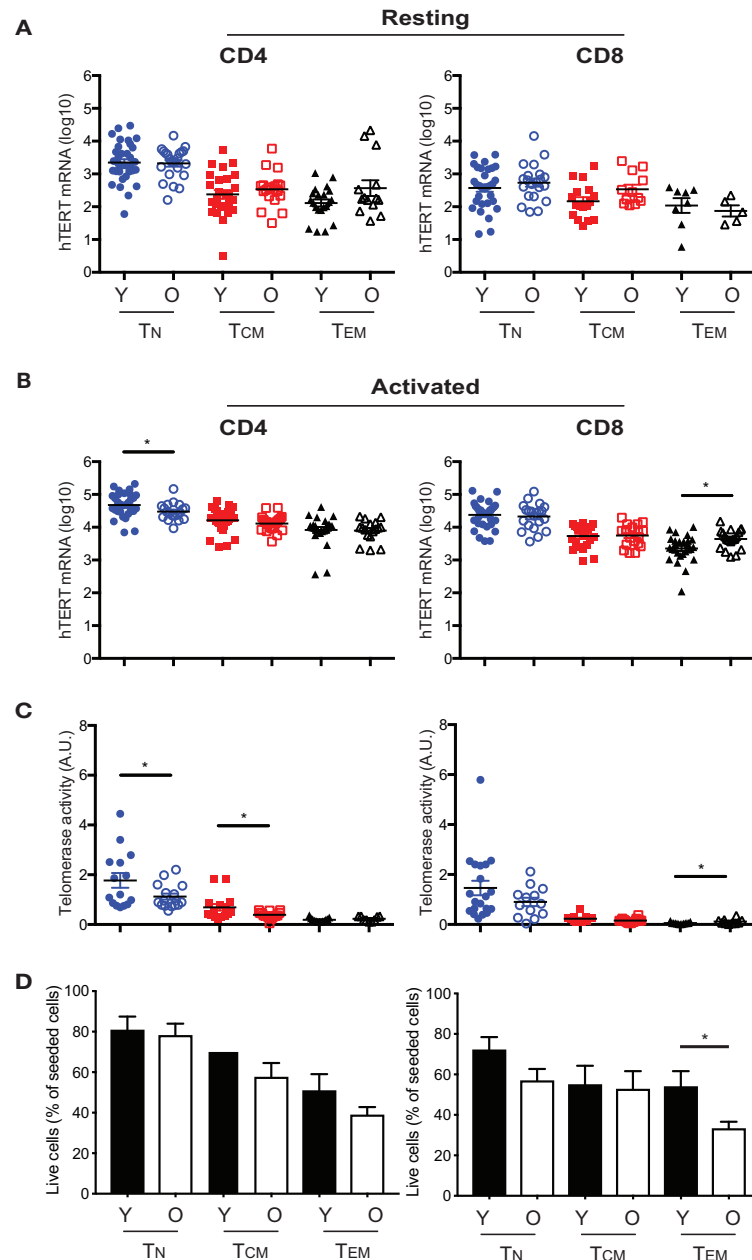 A
Resting
CD4
CD8
hTERT mRNA (log10)
6
5
4
3
2
1
0
Y O Y O Y O
TN TCM TEM
hTERT mRNA (log10)
6
5
4
3
2
1
0
Y O Y O Y O
TN TCM TEM
B
Activated
CD4
CD8
hTERT mRNA (log10)
6
5
4
3
2
1
0
*
hTERT mRNA (log10)
6
5
4
3
2
1
0
*
C
Telomerase activity (A.U.)
8
6
4
2
0
*
*
Telomerase activity (A.U.)
8
6
4
2
0
*
D
Live cells (% of seeded cells)
100
80
60
40
20
0
Y O Y O Y O
TN TCM TEM
Live cells (% of seeded cells)
100
80
60
40
20
0
*
Y O Y O Y O
TN TCM TEM